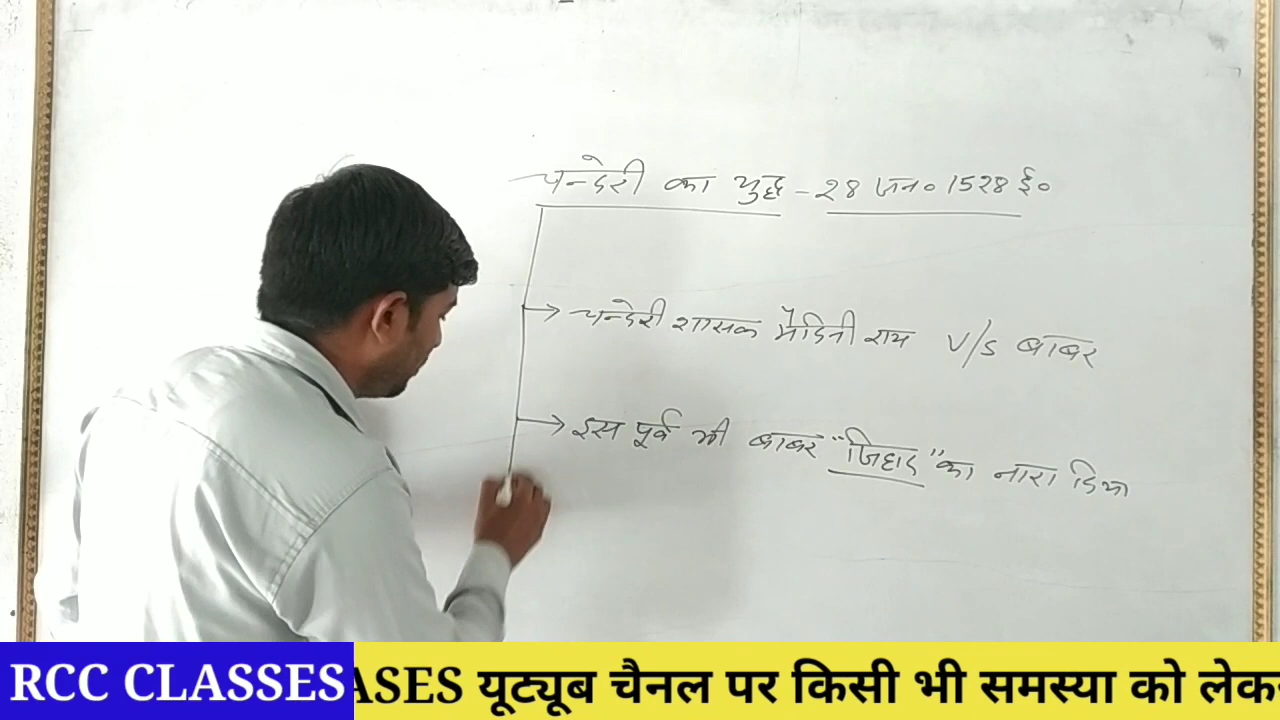 चन्देरी का युद्ध - 28 जन० 1528 ई०
चन्देरी शासक मैदिनी राय V/S बाबर
इस पूर्व भी बाबर "जिहाद" का नारा दिया
RCC CLASSES
ASES यूट्यूब चैनल पर किसी भी समस्या को लेक